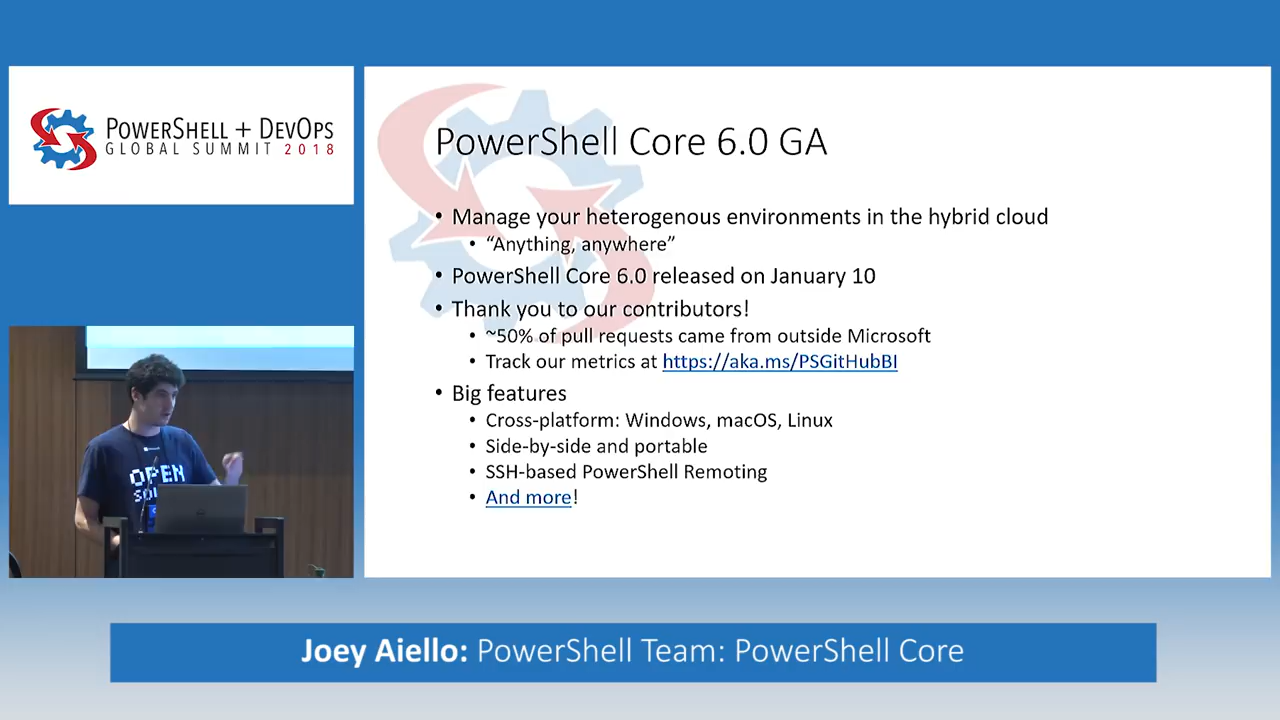 POWERSHELL + DEVOPS
GLOBAL SUMMIT 2018
PowerShell Core 6.0 GA
• Manage your heterogenous environments in the hybrid cloud
• “Anything, anywhere”
• PowerShell Core 6.0 released on January 10
• Thank you to our contributors!
• ~50% of pull requests came from outside Microsoft
• Track our metrics at https://aka.ms/PSGitHubBI
• Big features
• Cross-platform: Windows, macOS, Linux
• Side-by-side and portable
• SSH-based PowerShell Remoting
• And more!
OPEN
Joey Aiello: PowerShell Team: PowerShell Core